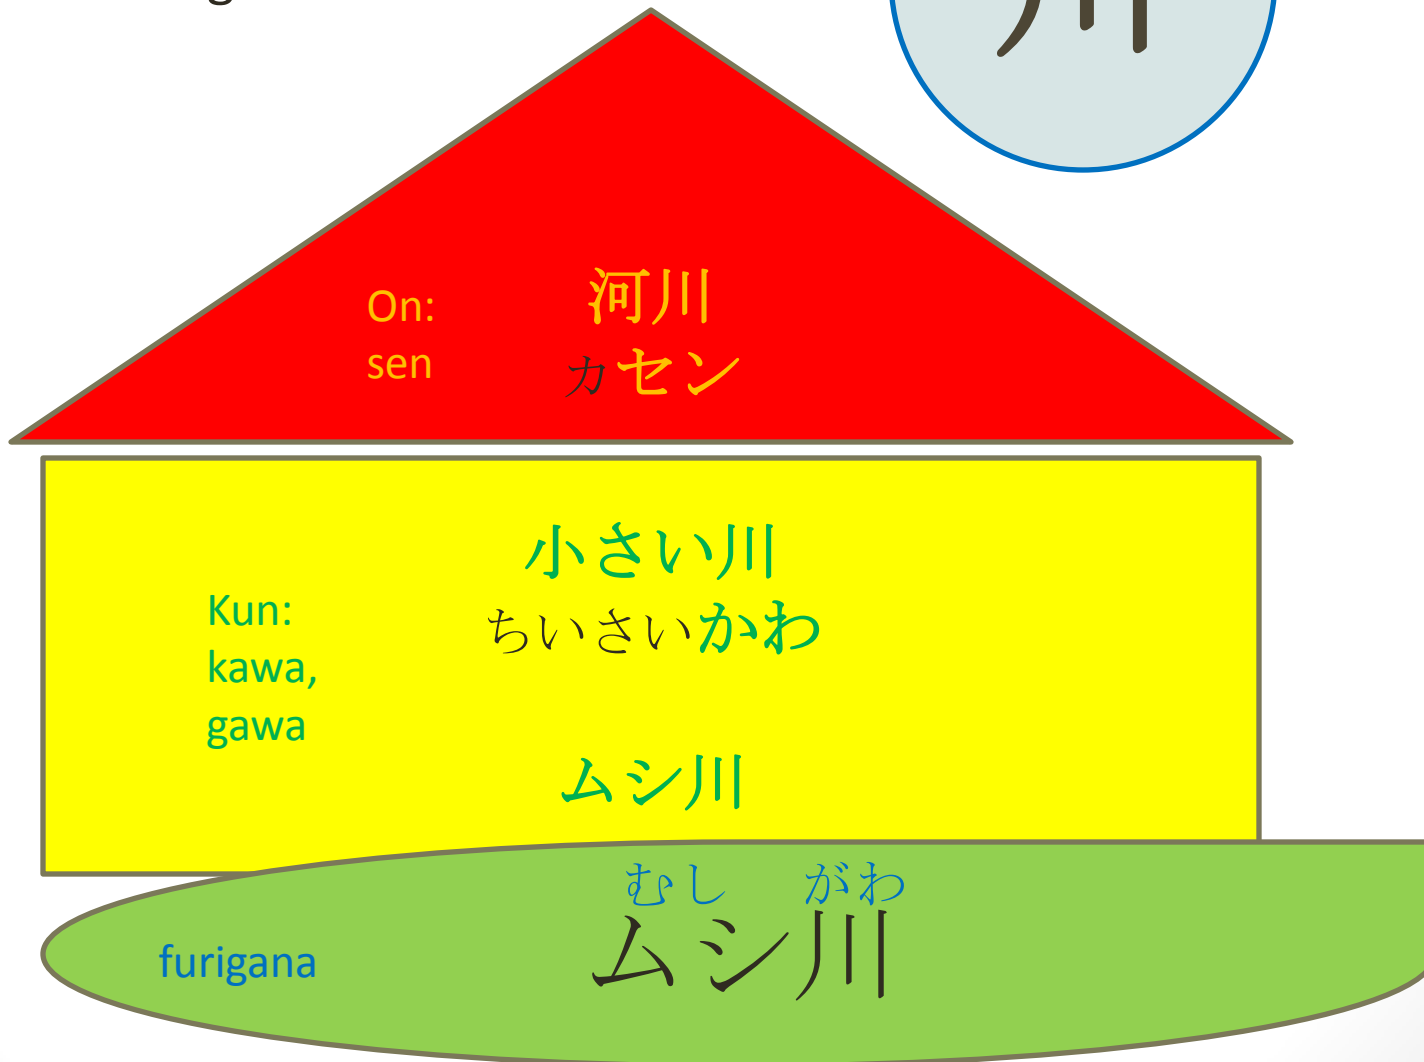 川
On:
sen
河川
カセン
小さい川
ちいさいかわ
Kun:
kawa,
gawa
ムシ川
むし がわ
ムシ川
furigana